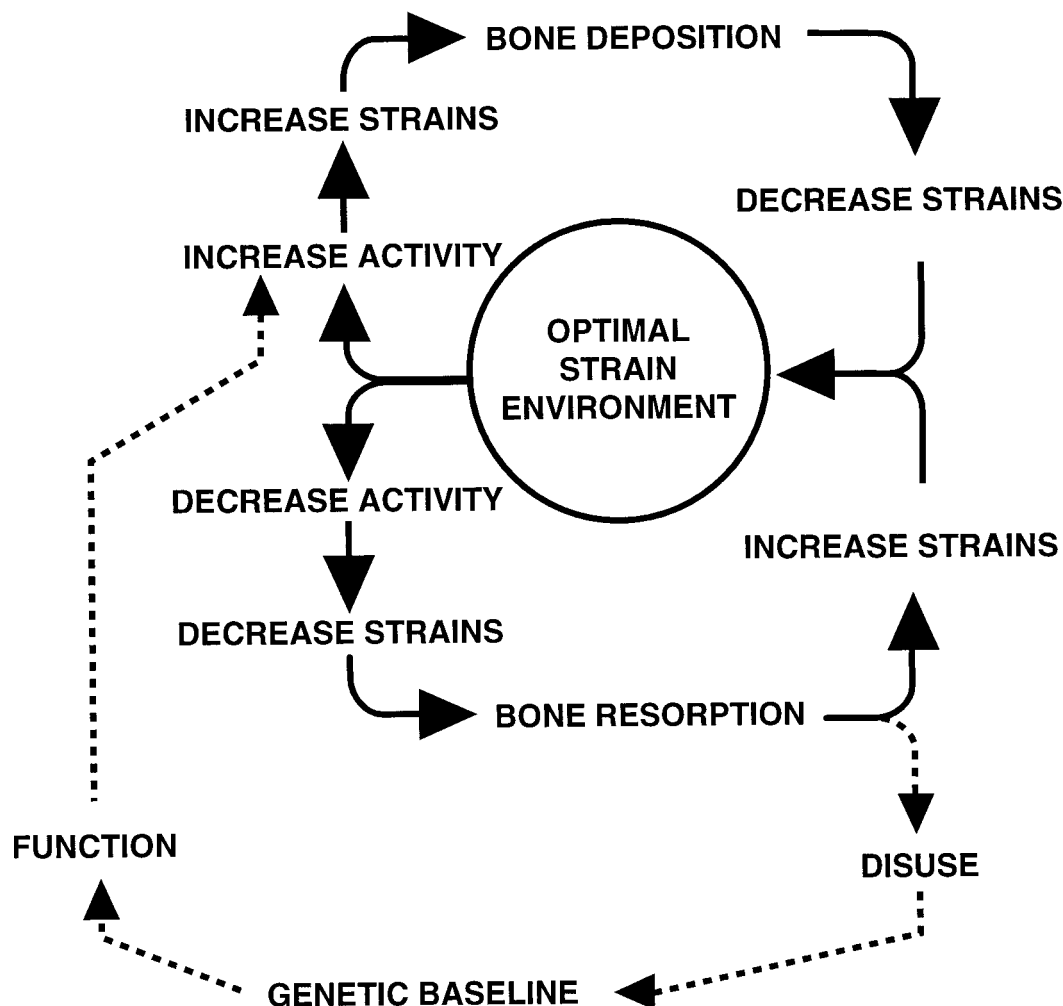 BONE DEPOSITION
INCREASE STRAINS
DECREASE STRAINS
INCREASE ACTIVITY
OPTIMAL
STRAIN
ENVIRONMENT
DECREASE ACTIVITY
INCREASE STRAINS
DECREASE STRAINS
BONE RESORPTION
FUNCTION
DISUSE
GENETIC BASELINE